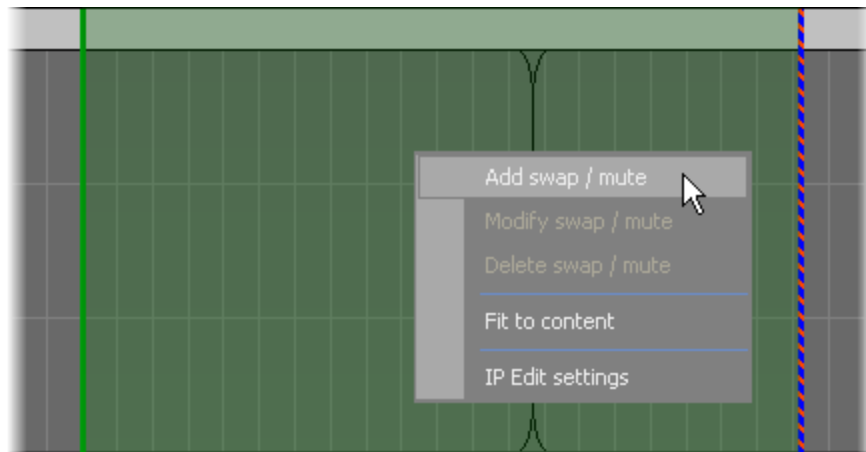 Add swap / mute
Modify swap / mute
Delete swap / mute
Fit to content
IP Edit settings